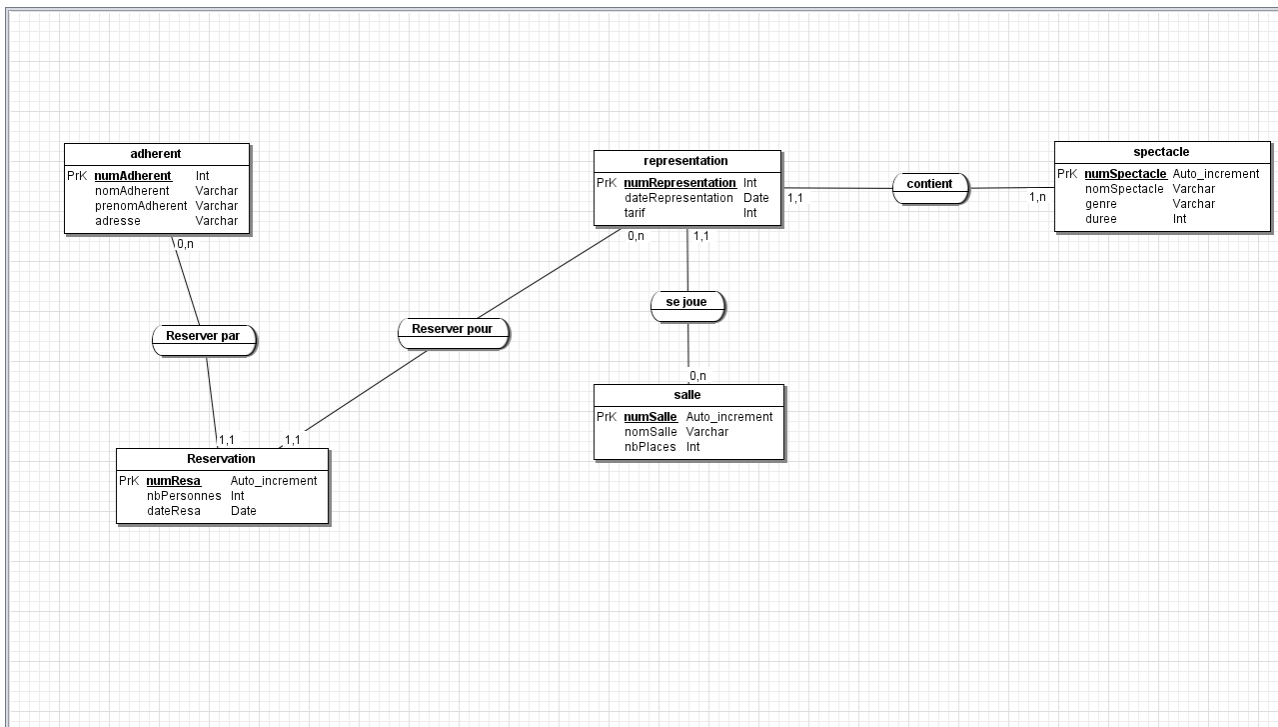 adherent
PrK numAdherent Int
nomAdherent Varchar
prenomAdherent Varchar
adresse Varchar
0,n
Reserver par
1,1
Reservation
PrK numResa Auto_increment
nbPersonnes Int
dateResa Date
1,1
Reserver pour
0,n
representation
PrK numRepresentation Int
dateRepresentation Date
tarif Int
1,1
se joue
0,n
salle
PrK numSalle Auto_increment
nomSalle Varchar
nbPlaces Int
1,1
contient
1,n
spectacle
PrK numSpectacle Auto_increment
nomSpectacle Varchar
genre Varchar
duree Int